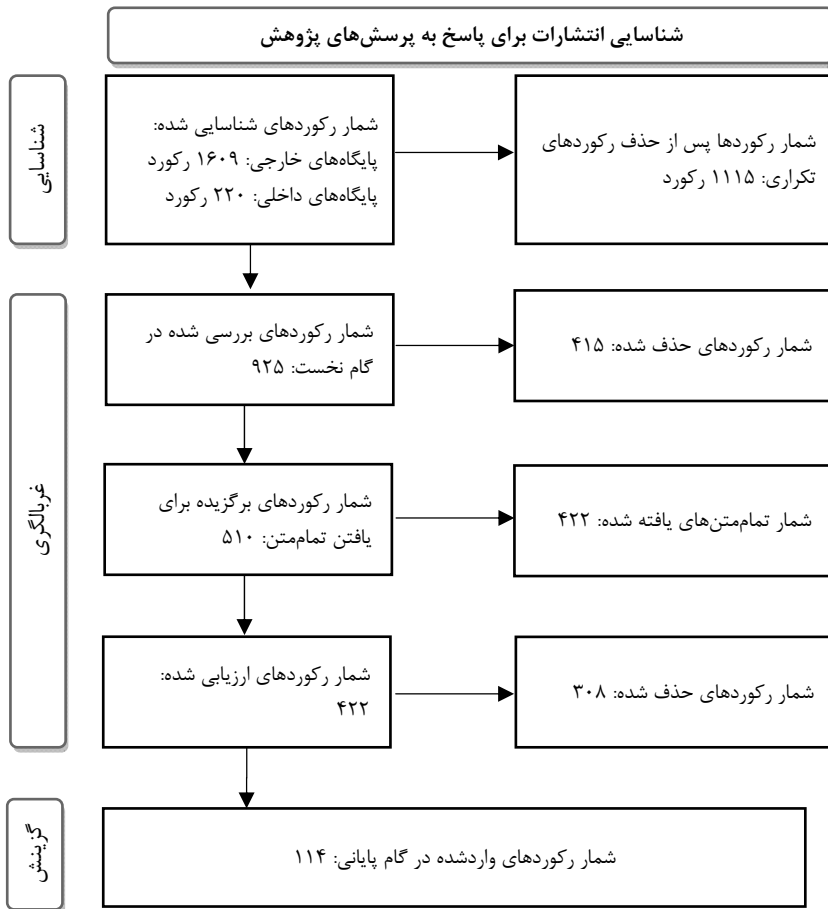 شناسایی انتشارات برای پاسخ به پرسش‌های پژوهش
شناسایی
شمار رکوردهای شناسایی شده:
پایگاه‌های خارجی: ۱۶۰۹ رکورد
پایگاه‌های داخلی: ۲۲۰ رکورد
شمار رکوردها پس از حذف رکوردهای
تکراری: ۱۱۱۵ رکورد
غربالگری
شمار رکوردهای بررسی شده در
گام نخست: ۹۲۵
شمار رکوردهای حذف شده: ۴۱۵
شمار رکوردهای برگزیده برای
یافتن تمام‌متن: ۵۱۰
شمار تمام‌متن‌های یافته شده: ۴۲۲
شمار رکوردهای ارزیابی شده:
۴۲۲
شمار رکوردهای حذف شده: ۳۰۸
گزینش
شمار رکوردهای واردشده در گام پایانی: ۱۱۴